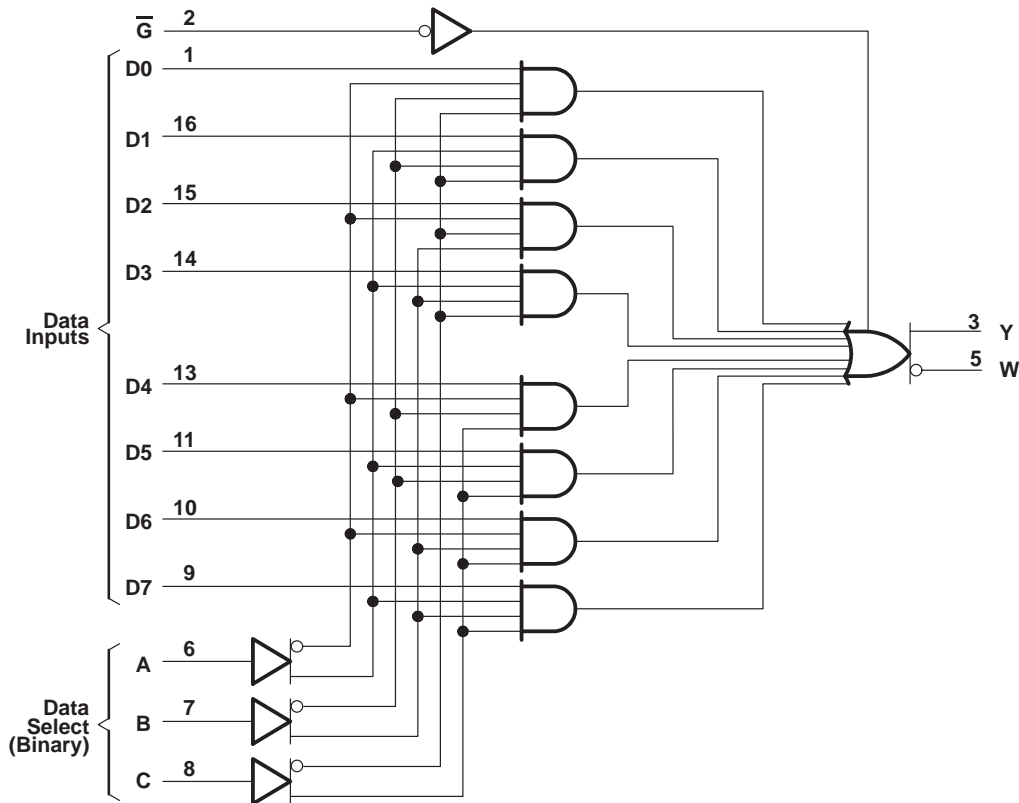 G̅ 2
D0 1
D1 16
D2 15
D3 14
Data
Inputs
D4 13
D5 11
D6 10
D7 9
3 Y
5 W
A 6
B 7
C 8
Data
Select
(Binary)